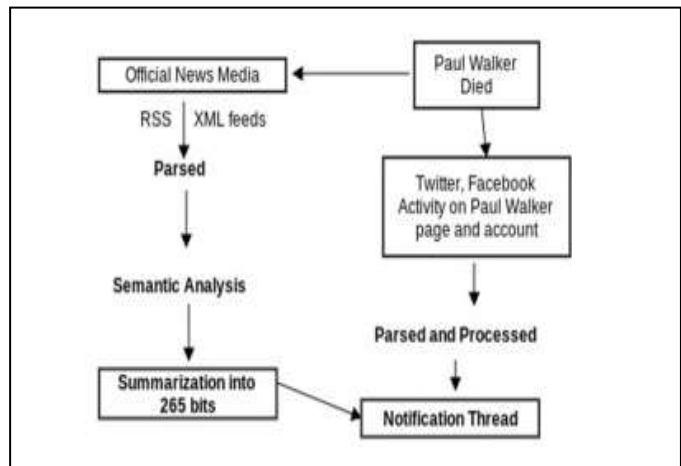 Official News Media
Paul Walker
Died
RSS XML feeds
Parsed
Twitter, Facebook
Activity on Paul Walker
page and account
Semantic Analysis
Parsed and Processed
Summarization into
265 bits
Notification Thread